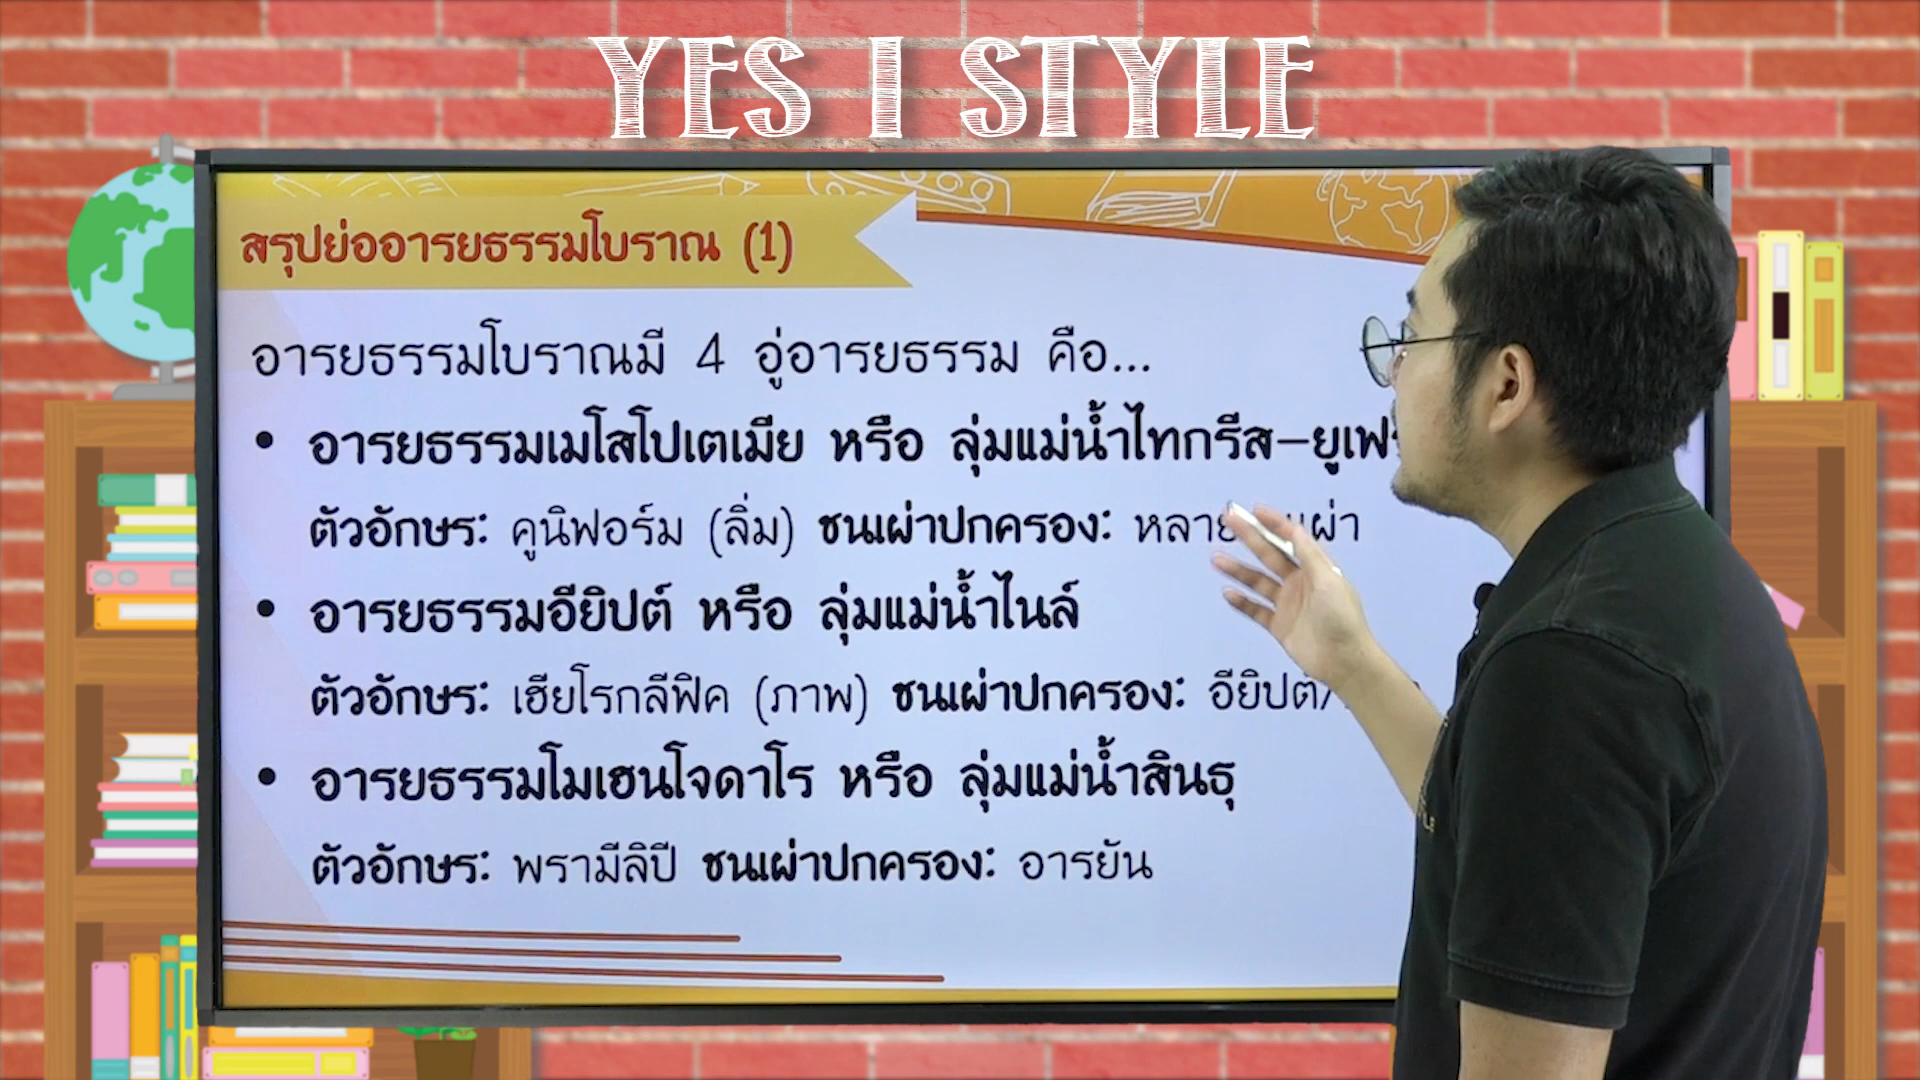 YES I STYLE
สรุปย่ออารยธรรมโบราณ (1)
อารยธรรมโบราณมี 4 อู่อารยธรรม คือ...
• อารยธรรมเมโสโปเตเมีย หรือ ลุ่มแม่น้ำไทกรีส–ยูเฟ
ตัวอักษร: คูนิฟอร์ม (ลิ่ม) ชนเผ่าปกครอง: หลาย เผ่า
• อารยธรรมอียิปต์ หรือ ลุ่มแม่น้ำไนล์
ตัวอักษร: เฮียโรกลีฟิค (ภาพ) ชนเผ่าปกครอง: อียิปต์/
• อารยธรรมโมเฮนโจดาโร หรือ ลุ่มแม่น้ำสินธุ
ตัวอักษร: พรามีลิปี ชนเผ่าปกครอง: อารยัน